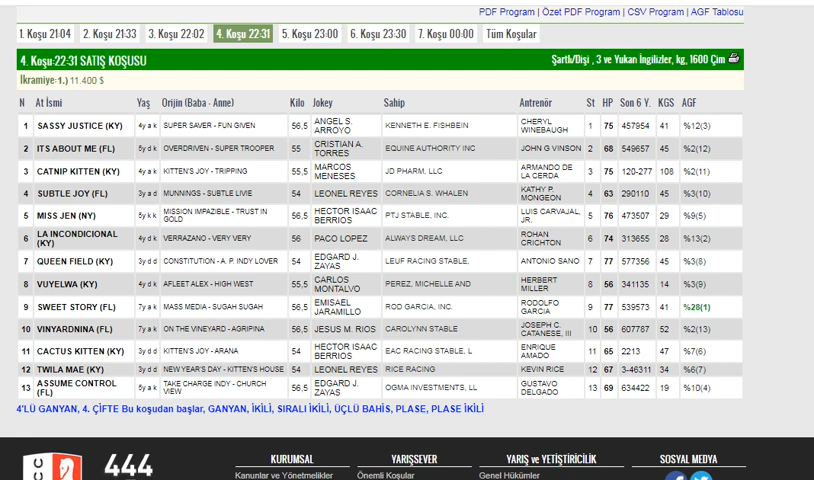 PDF Program | Özet PDF Program | CSV Program | AGF Tablosu
1. Koşu 21:04 2. Koşu 21:33 3. Koşu 22:02 4. Koşu 22:31 5. Koşu 23:00 6. Koşu 23:30 7. Koşu 00:00 Tüm Koşular
4. Koşu:22:31 SATIŞ KOŞUSU Şartlı/Dişi , 3 ve Yukarı İngilizler, kg, 1600 Çim
İkramiye:1.) 11.400 $
N At İsmi Yaş Orijin (Baba - Anne) Kilo Jokey Sahip Antrenör St HP Son 6 Y. KGS AGF
1 SASSY JUSTICE (KY) 4y a k SUPER SAVER - FUN GIVEN 56,5 ANGEL S. ARROYO KENNETH E. FISHBEIN CHERYL WINEBAUGH 1 75 457954 41 %12(3)
2 ITS ABOUT ME (FL) 5y d k OVERDRIVEN - SUPER TROOPER 55 CRISTIAN A. TORRES EQUINE AUTHORITY INC JOHN G VINSON 2 68 549657 45 %2(12)
3 CATNIP KITTEN (KY) 4y a k KITTEN'S JOY - TRIPPING 55,5 MARCOS MENESES JD PHARM, LLC ARMANDO DE LA CERDA 3 75 120-277 108 %2(11)
4 SUBTLE JOY (FL) 3y a d MUNNINGS - SUBTLE LIVIE 54 LEONEL REYES CORNELIA S. WHALEN KATHY P. MONGEON 4 63 290110 45 %3(10)
5 MISS JEN (NY) 5y k k MISSION IMPAZIBLE - TRUST IN GOLD 56,5 HECTOR ISAAC BERRIOS PTJ STABLE, INC. LUIS CARVAJAL, JR. 5 76 473507 29 %9(5)
6 LA INCONDICIONAL (KY) 4y d k VERRAZANO - VERY VERY 56 PACO LOPEZ ALWAYS DREAM, LLC ROHAN CRICHTON 6 74 313655 28 %13(2)
7 QUEEN FIELD (KY) 3y d d CONSTITUTION - A. P. INDY LOVER 54 EDGARD J. ZAYAS LEUF RACING STABLE, ANTONIO SANO 7 77 577356 45 %3(8)
8 VUYELWA (KY) 4y d k AFLEET ALEX - HIGH WEST 55,5 CARLOS MONTALVO PEREZ, MICHELLE AND HERBERT MILLER 8 56 341135 14 %3(9)
9 SWEET STORY (FL) 7y a k MASS MEDIA - SUGAH SUGAH 56,5 EMISAEL JARAMILLO ROD GARCIA, INC. RODOLFO GARCIA 9 77 539573 41 %28(1)
10 VINYARDNINA (FL) 7y a k ON THE VINEYARD - AGRIPINA 56,5 JESUS M. RIOS CAROLYNN STABLE JOSEPH C. CATANESE, III 10 56 607787 52 %2(13)
11 CACTUS KITTEN (KY) 3y d d KITTEN'S JOY - ARANA 54 HECTOR ISAAC BERRIOS EAC RACING STABLE, L ENRIQUE AMADO 11 65 2213 47 %7(6)
12 TWILA MAE (KY) 3y d d NEW YEAR'S DAY - KITTEN'S HOUSE 54 LEONEL REYES RICE RACING KEVIN RICE 12 67 3-46311 34 %6(7)
13 ASSUME CONTROL (FL) 5y a k TAKE CHARGE INDY - CHURCH VIEW 56,5 EDGARD J. ZAYAS OGMA INVESTMENTS, LL GUSTAVO DELGADO 13 69 634422 19 %10(4)
4'LÜ GANYAN, 4. ÇİFTE Bu koşudan başlar, GANYAN, İKİLİ, SIRALI İKİLİ, ÜÇLÜ BAHİS, PLASE, PLASE İKİLİ
444 KURUMSAL YARIŞSEVER YARIŞ ve YETİŞTİRİCİLİK SOSYAL MEDYA
Kanunlar ve Yönetmelikler Önemli Koşular Genel Hükümler